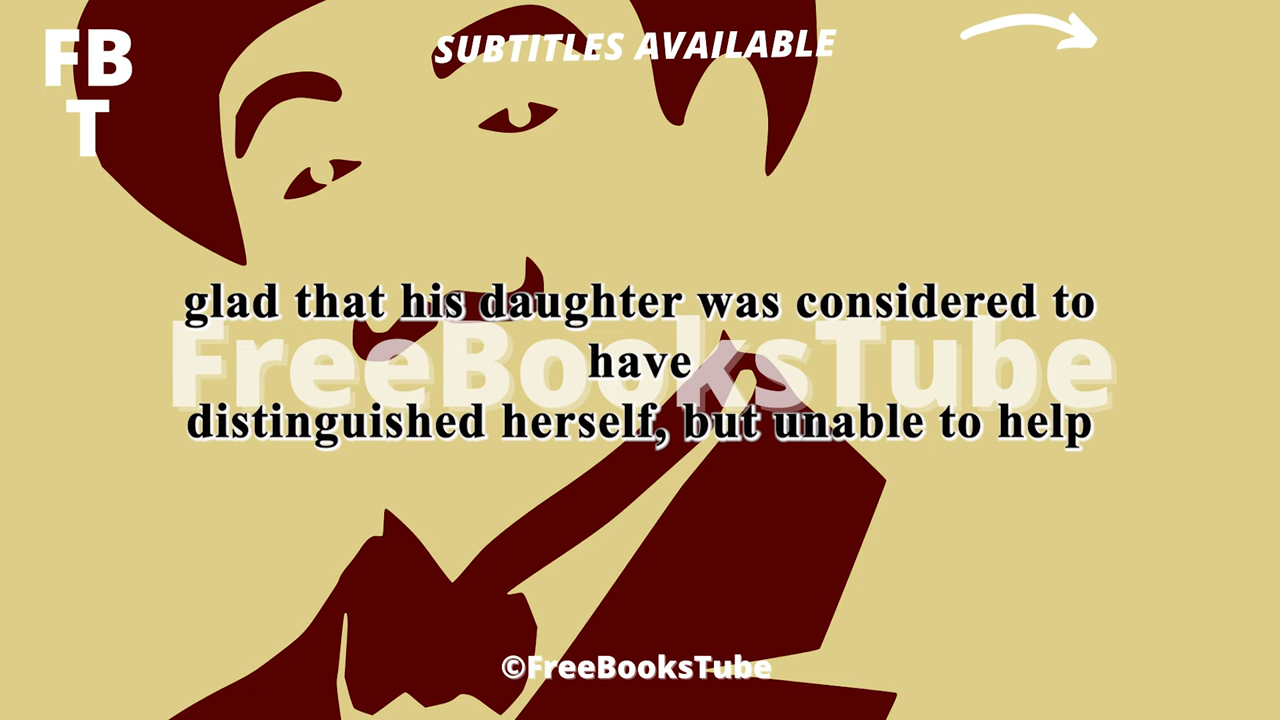 FB
T
SUBTITLES AVAILABLE
glad that his daughter was considered to
have
distinguished herself, but unable to help
FreeBooksTube
©FreeBooksTube